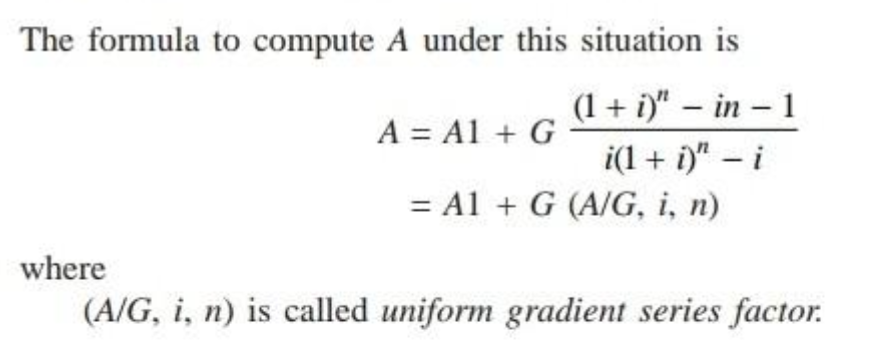 The formula to compute A under this situation is
A = A1 + G \frac{(1 + i)^n - in - 1}{i(1 + i)^n - i}
= A1 + G (A/G, i, n)
where
(A/G, i, n) is called uniform gradient series factor.